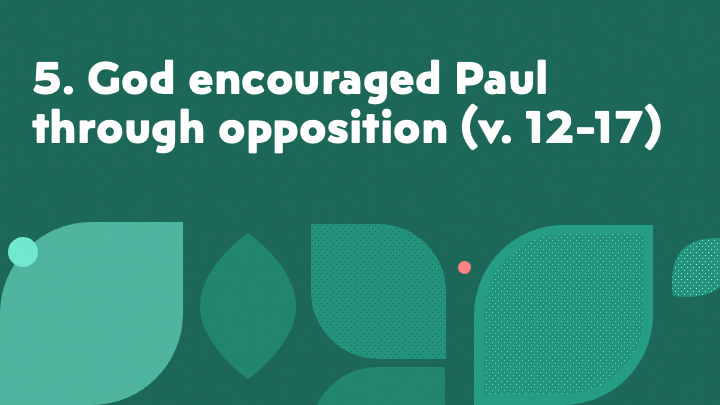 5. God encouraged Paul
through opposition (v. 12-17)